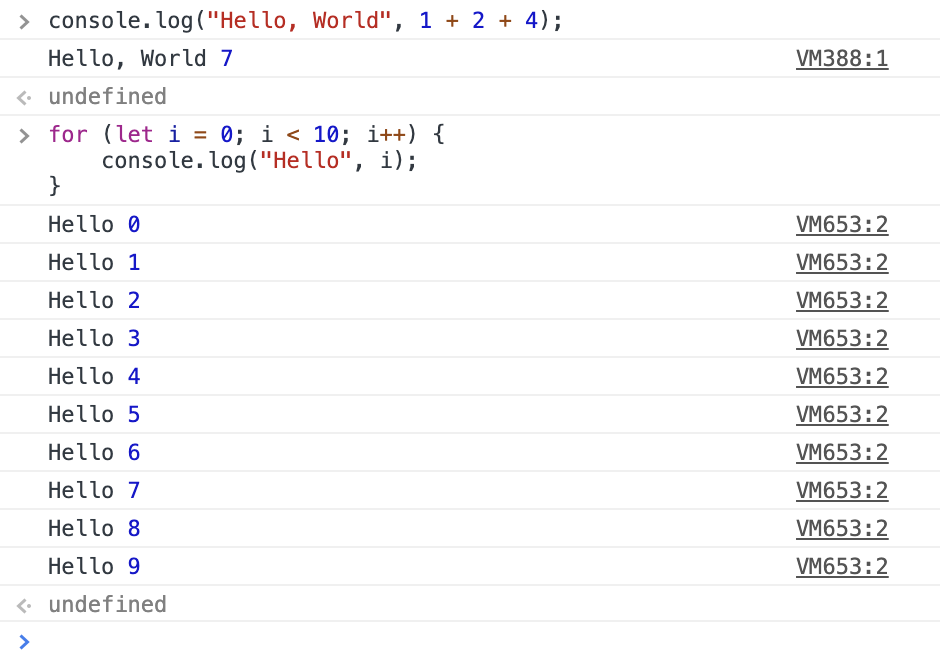 > console.log("Hello, World", 1 + 2 + 4);
Hello, World 7 VM388:1
undefined
> for (let i = 0; i < 10; i++) {
    console.log("Hello", i);
}
Hello 0 VM653:2
Hello 1 VM653:2
Hello 2 VM653:2
Hello 3 VM653:2
Hello 4 VM653:2
Hello 5 VM653:2
Hello 6 VM653:2
Hello 7 VM653:2
Hello 8 VM653:2
Hello 9 VM653:2
undefined
>